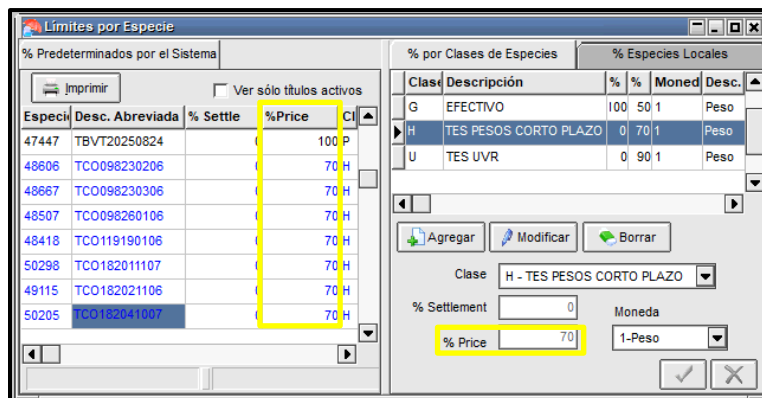 Límites por Especie
% Predeterminados por el Sistema
Imprimir
Ver sólo títulos activos
Especie Desc. Abreviada % Settle %Price Cl
47447 TBVT20250824 100 P
48606 TCO098230206 70 H
48667 TCO098230306 70 H
48507 TCO098260106 70 H
48418 TCO119190106 70 H
50298 TCO182011107 70 H
49115 TCO182021106 70 H
50205 TCO182041007 70 H
% por Clases de Especies
% Especies Locales
Clase Descripción % % Moned Desc.
G EFECTIVO 100 50 1 Peso
H TES PESOS CORTO PLAZO 0 70 1 Peso
U TES UVR 0 90 1 Peso
Agregar Modificar Borrar
Clase H - TES PESOS CORTO PLAZO
% Settlement 0 Moneda
% Price 70 1-Peso